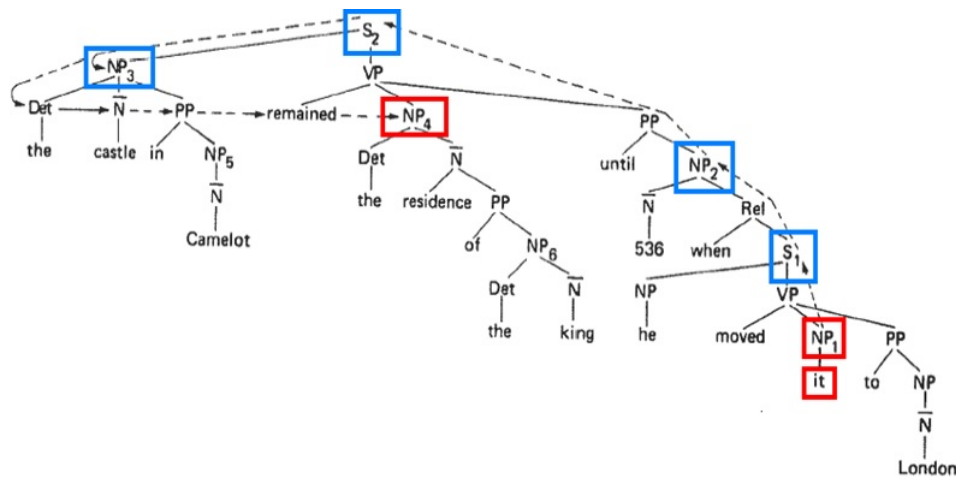 S2
NP3
VP
Det N̄ PP remained NP4 PP
the castle in NP5 Det N̄ until NP2
N̄ the residence PP N̄ Rel
Camelot of NP6 536 when S1
Det N̄ NP VP
the king he moved NP1 PP
it to NP
N̄
London